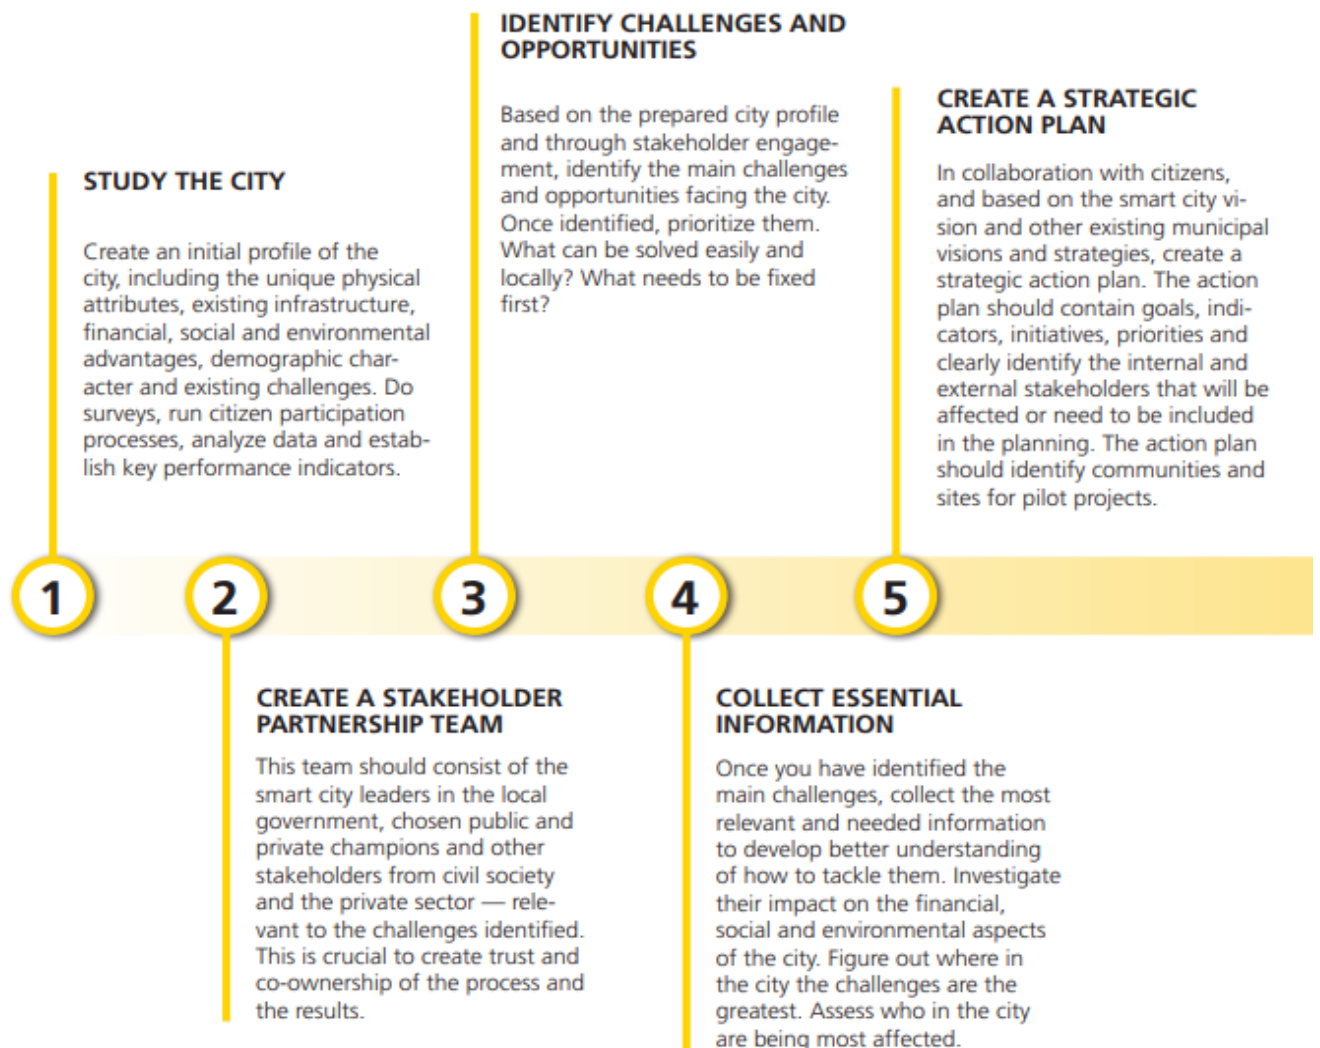 STUDY THE CITY
Create an initial profile of the
city, including the unique physical
attributes, existing infrastructure,
financial, social and environmental
advantages, demographic char-
acter and existing challenges. Do
surveys, run citizen participation
processes, analyze data and estab-
lish key performance indicators.
IDENTIFY CHALLENGES AND
OPPORTUNITIES
Based on the prepared city profile
and through stakeholder engage-
ment, identify the main challenges
and opportunities facing the city.
Once identified, prioritize them.
What can be solved easily and
locally? What needs to be fixed
first?
CREATE A STRATEGIC
ACTION PLAN
In collaboration with citizens,
and based on the smart city vi-
sion and other existing municipal
visions and strategies, create a
strategic action plan. The action
plan should contain goals, indi-
cators, initiatives, priorities and
clearly identify the internal and
external stakeholders that will be
affected or need to be included
in the planning. The action plan
should identify communities and
sites for pilot projects.
1
2
3
4
5
CREATE A STAKEHOLDER
PARTNERSHIP TEAM
This team should consist of the
smart city leaders in the local
government, chosen public and
private champions and other
stakeholders from civil society
and the private sector — rele-
vant to the challenges identified.
This is crucial to create trust and
co-ownership of the process and
the results.
COLLECT ESSENTIAL
INFORMATION
Once you have identified the
main challenges, collect the most
relevant and needed information
to develop better understanding
of how to tackle them. Investigate
their impact on the financial,
social and environmental aspects
of the city. Figure out where in
the city the challenges are the
greatest. Assess who in the city
are being most affected.